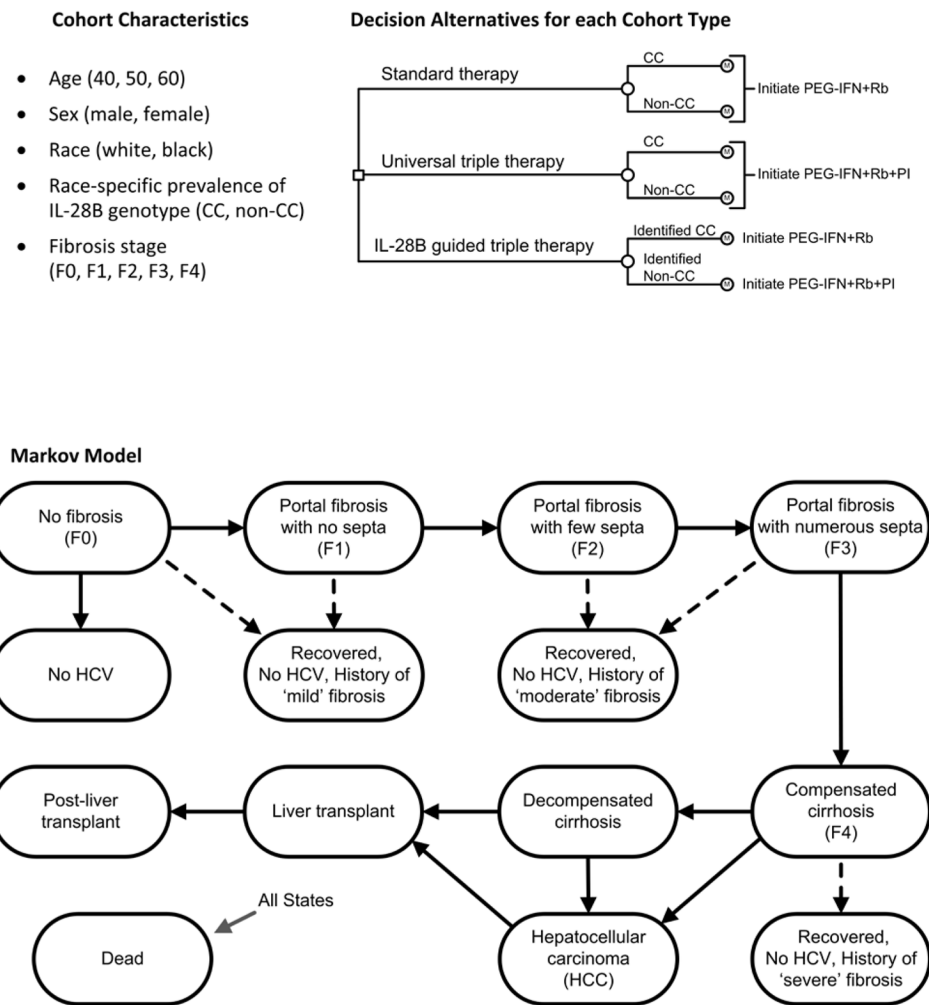 Cohort Characteristics
• Age (40, 50, 60)
• Sex (male, female)
• Race (white, black)
• Race-specific prevalence of
IL-28B genotype (CC, non-CC)
• Fibrosis stage
(F0, F1, F2, F3, F4)
Decision Alternatives for each Cohort Type
Standard therapy
CC
M
Non-CC
M
Initiate PEG-IFN+Rb
Universal triple therapy
CC
M
Non-CC
M
Initiate PEG-IFN+Rb+PI
IL-28B guided triple therapy
Identified CC
M
Initiate PEG-IFN+Rb
Identified
Non-CC
M
Initiate PEG-IFN+Rb+PI
Markov Model
No fibrosis
(F0)
Portal fibrosis
with no septa
(F1)
Portal fibrosis
with few septa
(F2)
Portal fibrosis
with numerous septa
(F3)
No HCV
Recovered,
No HCV, History of
‘mild’ fibrosis
Recovered,
No HCV, History of
‘moderate’ fibrosis
Post-liver
transplant
Liver transplant
Decompensated
cirrhosis
Compensated
cirrhosis
(F4)
All States
Dead
Hepatocellular
carcinoma
(HCC)
Recovered,
No HCV, History of
‘severe’ fibrosis